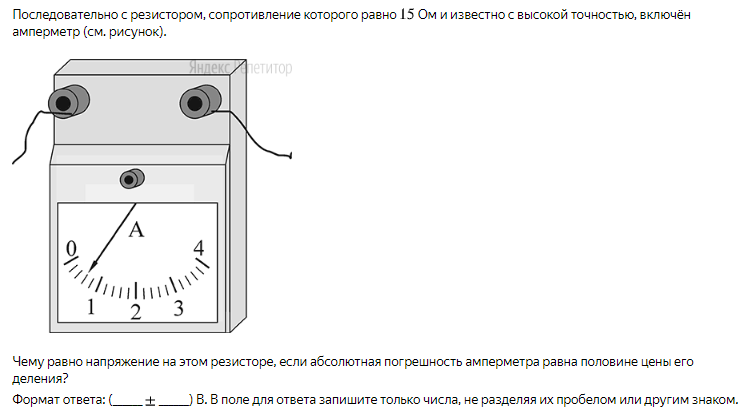 Последовательно с резистором, сопротивление которого равно 15 Ом и известно с высокой точностью, включён
амперметр (см. рисунок).
Яндекс Репетитор
A
0 4
1 2 3
Чему равно напряжение на этом резисторе, если абсолютная погрешность амперметра равна половине цены его
деления?
Формат ответа: (____ ± ____) В. В поле для ответа запишите только числа, не разделяя их пробелом или другим знаком.